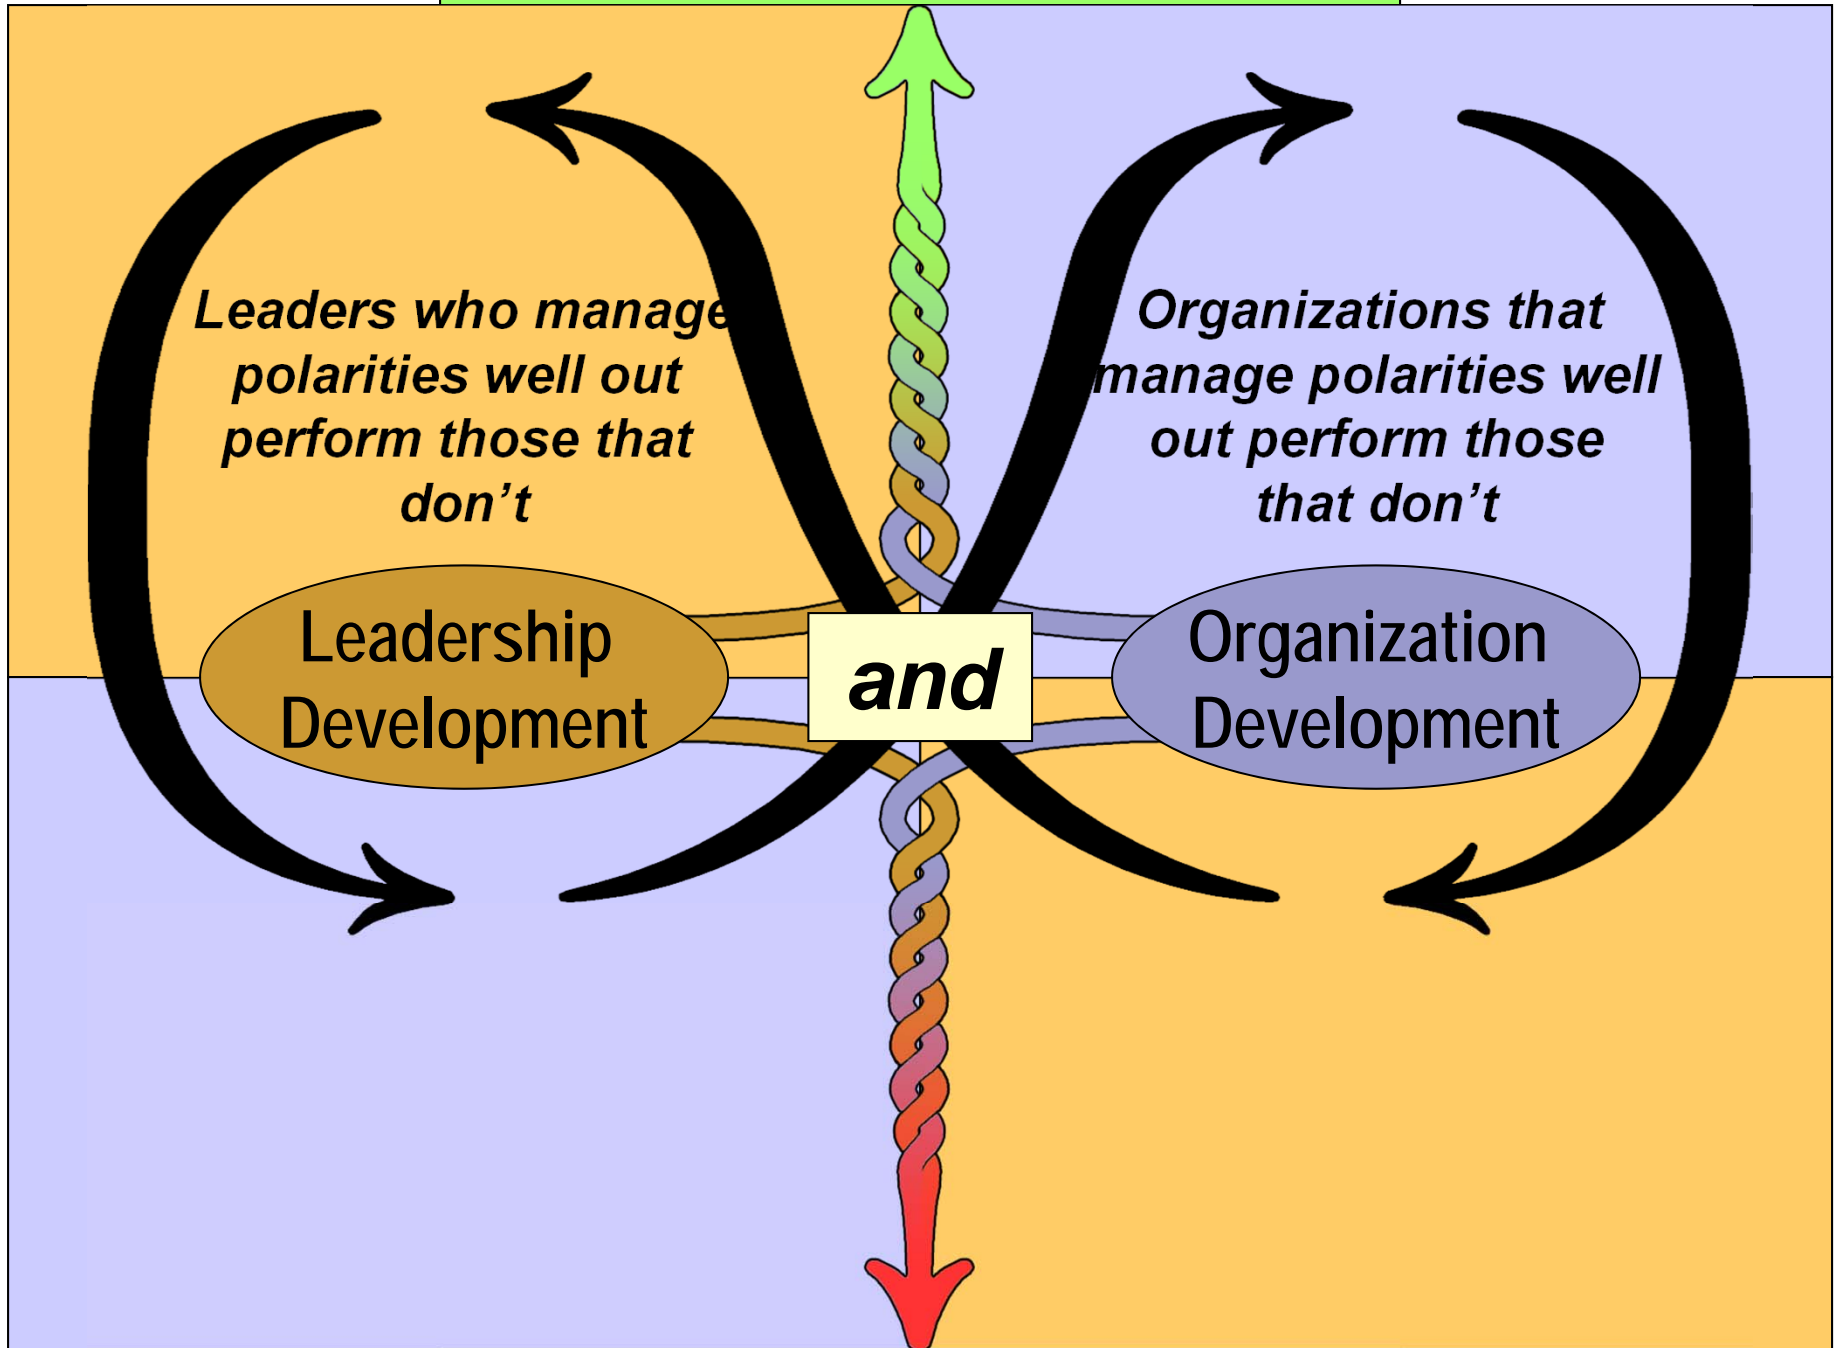 Leaders who manage
polarities well out
perform those that
don't
Organizations that
manage polarities well
out perform those
that don't
Leadership
Development
and
Organization
Development